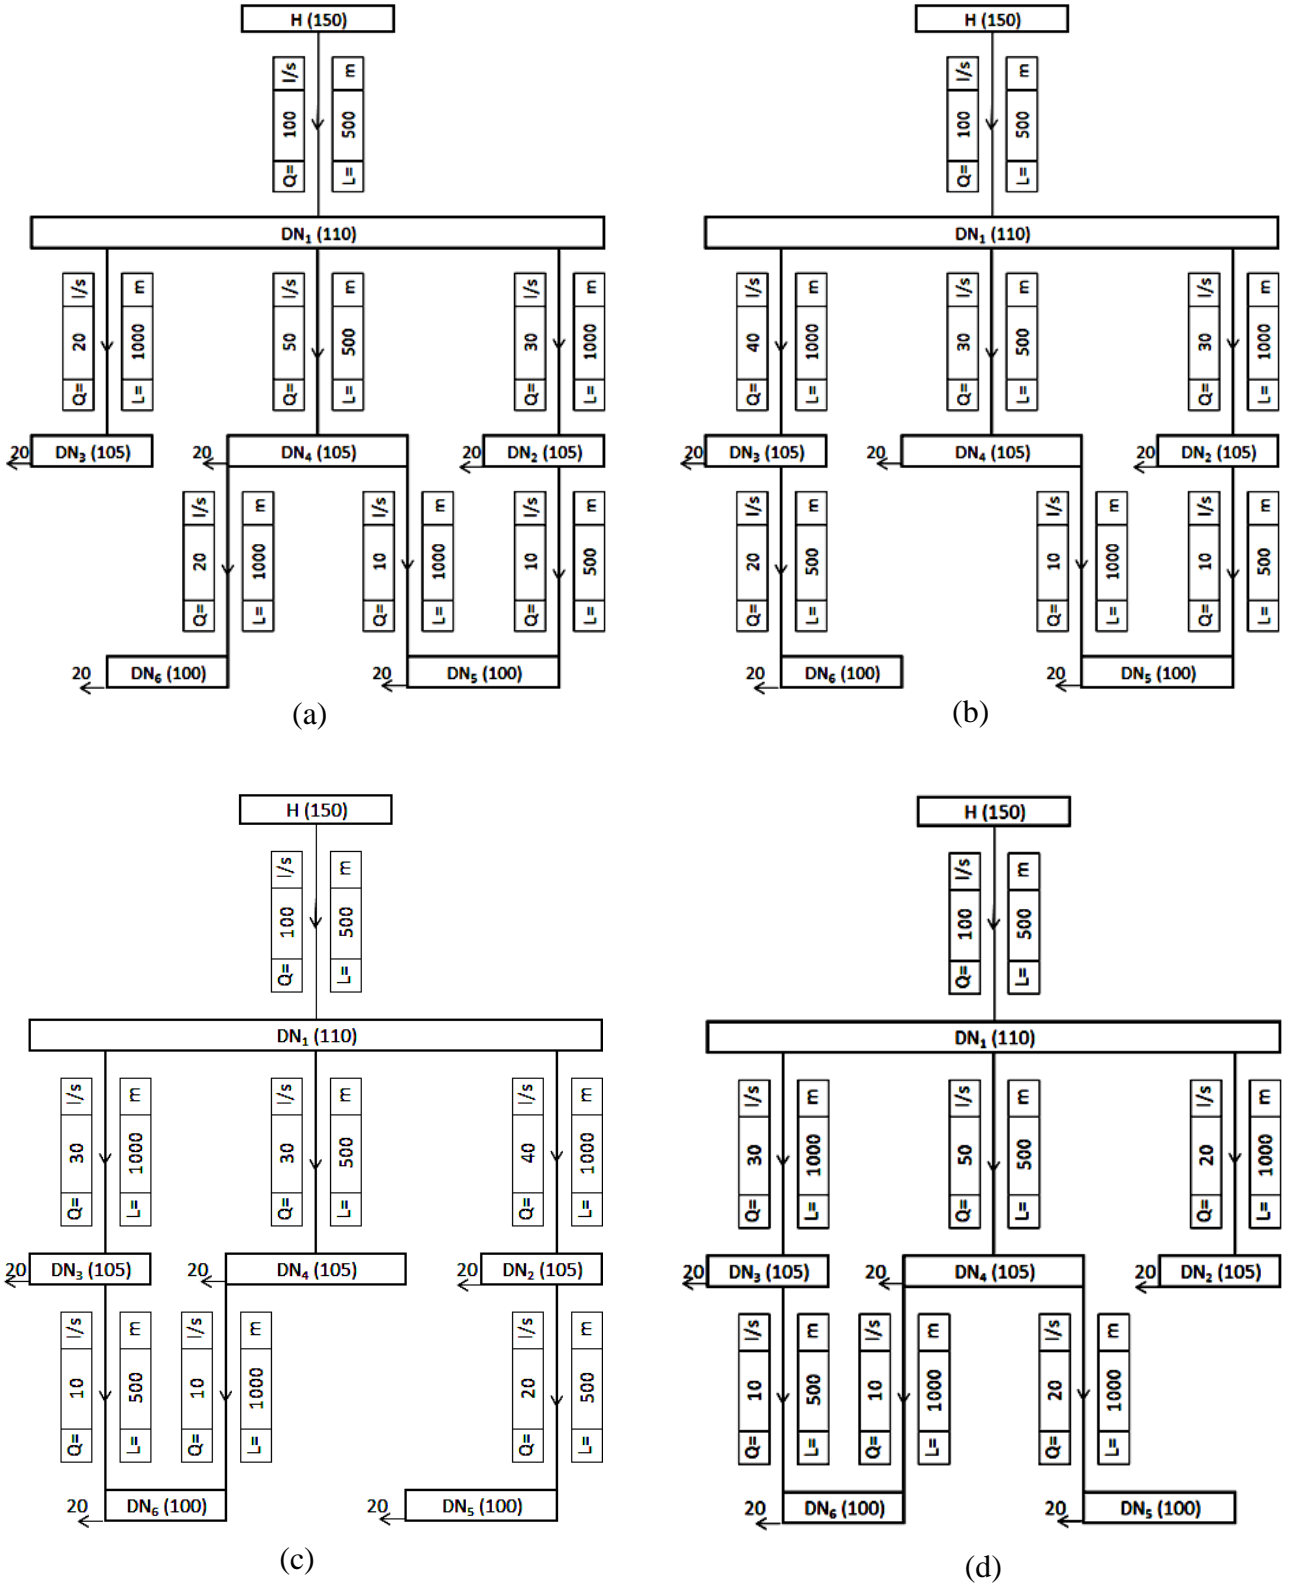 H (150)
Q= 100 l/s
L= 500 m
DN₁ (110)
Q= 20 l/s
L= 1000 m
Q= 50 l/s
L= 500 m
Q= 30 l/s
L= 1000 m
20
DN₃ (105)
20
DN₄ (105)
20
DN₂ (105)
Q= 20 l/s
L= 1000 m
Q= 10 l/s
L= 1000 m
Q= 10 l/s
L= 500 m
20
DN₆ (100)
20
DN₅ (100)
(a)
H (150)
Q= 100 l/s
L= 500 m
DN₁ (110)
Q= 40 l/s
L= 1000 m
Q= 30 l/s
L= 500 m
Q= 30 l/s
L= 1000 m
20
DN₃ (105)
20
DN₄ (105)
20
DN₂ (105)
Q= 20 l/s
L= 500 m
Q= 10 l/s
L= 1000 m
Q= 10 l/s
L= 500 m
20
DN₆ (100)
20
DN₅ (100)
(b)
H (150)
Q= 100 l/s
L= 500 m
DN₁ (110)
Q= 30 l/s
L= 1000 m
Q= 30 l/s
L= 500 m
Q= 40 l/s
L= 1000 m
20
DN₃ (105)
20
DN₄ (105)
20
DN₂ (105)
Q= 10 l/s
L= 500 m
Q= 10 l/s
L= 1000 m
Q= 20 l/s
L= 500 m
20
DN₆ (100)
20
DN₅ (100)
(c)
H (150)
Q= 100 l/s
L= 500 m
DN₁ (110)
Q= 30 l/s
L= 1000 m
Q= 50 l/s
L= 500 m
Q= 20 l/s
L= 1000 m
20
DN₃ (105)
20
DN₄ (105)
20
DN₂ (105)
Q= 10 l/s
L= 500 m
Q= 10 l/s
L= 1000 m
Q= 20 l/s
L= 1000 m
20
DN₆ (100)
20
DN₅ (100)
(d)